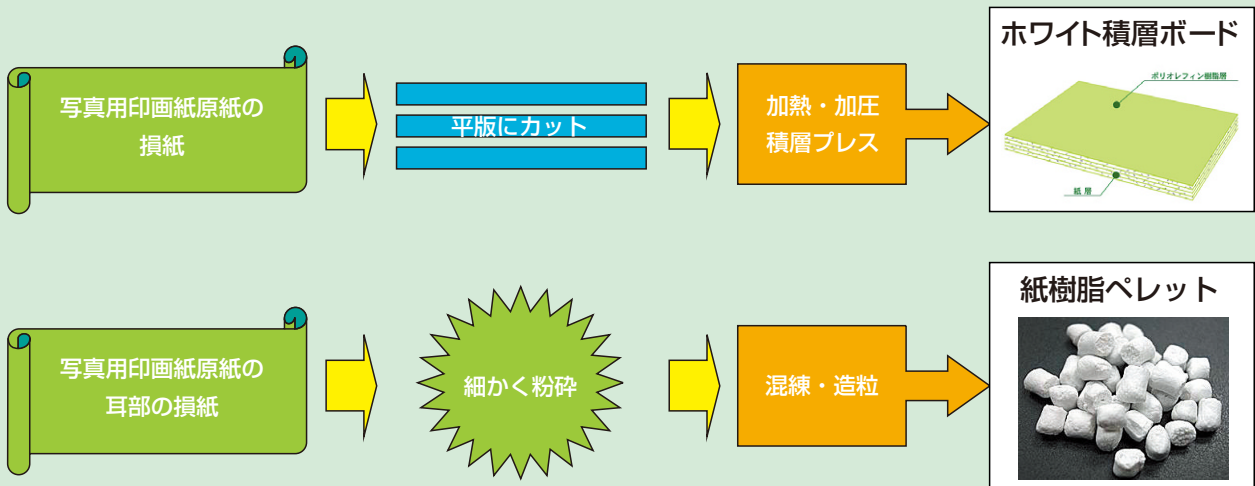 写真用印画紙原紙の
損紙
平版にカット
加熱・加圧
積層プレス
ホワイト積層ボード
ポリオレフィン樹脂層
紙層
写真用印画紙原紙の
耳部の損紙
細かく粉砕
混練・造粒
紙樹脂ペレット